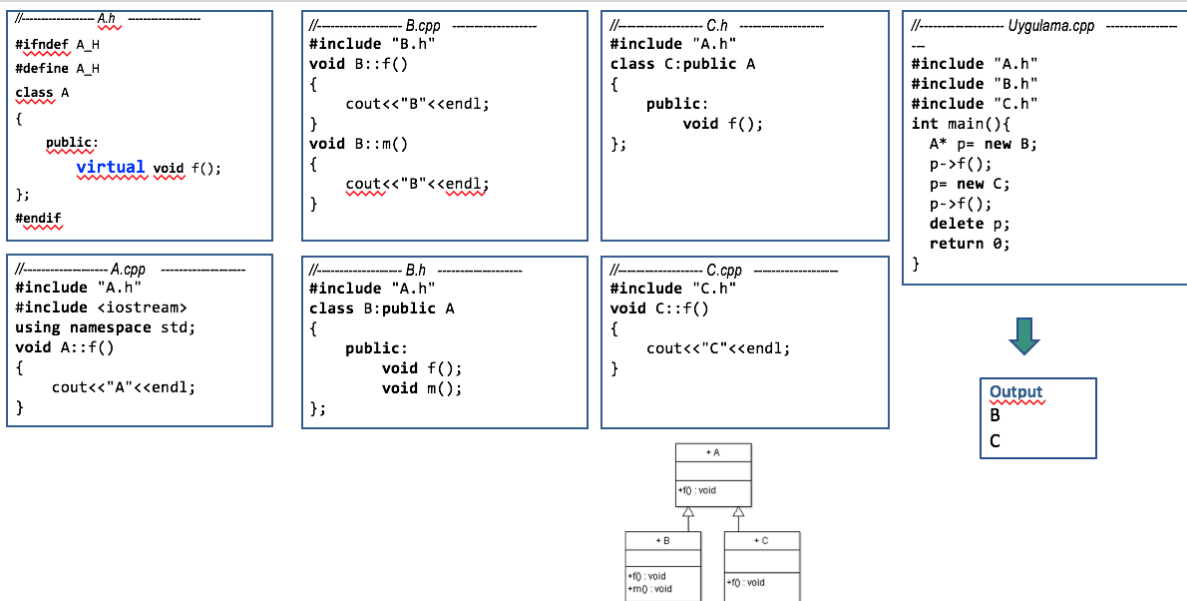 //------------------- A.h -------------------
#ifndef A_H
#define A_H
class A
{
public:
virtual void f();
};
#endif
//------------------- B.cpp -------------------
#include "B.h"
void B::f()
{
cout<<"B"<<endl;
}
void B::m()
{
cout<<"B"<<endl;
}
//------------------- C.h -------------------
#include "A.h"
class C:public A
{
public:
void f();
};
//------------------- Uygulama.cpp -------------------
#include "A.h"
#include "B.h"
#include "C.h"
int main(){
A* p= new B;
p->f();
p= new C;
p->f();
delete p;
return 0;
}
//------------------- A.cpp -------------------
#include "A.h"
#include <iostream>
using namespace std;
void A::f()
{
cout<<"A"<<endl;
}
//------------------- B.h -------------------
#include "A.h"
class B:public A
{
public:
void f();
void m();
};
//------------------- C.cpp -------------------
#include "C.h"
void C::f()
{
cout<<"C"<<endl;
}
Output
B
C
+ A
+f() : void
+ B
+f() : void
+m() : void
+ C
+f() : void